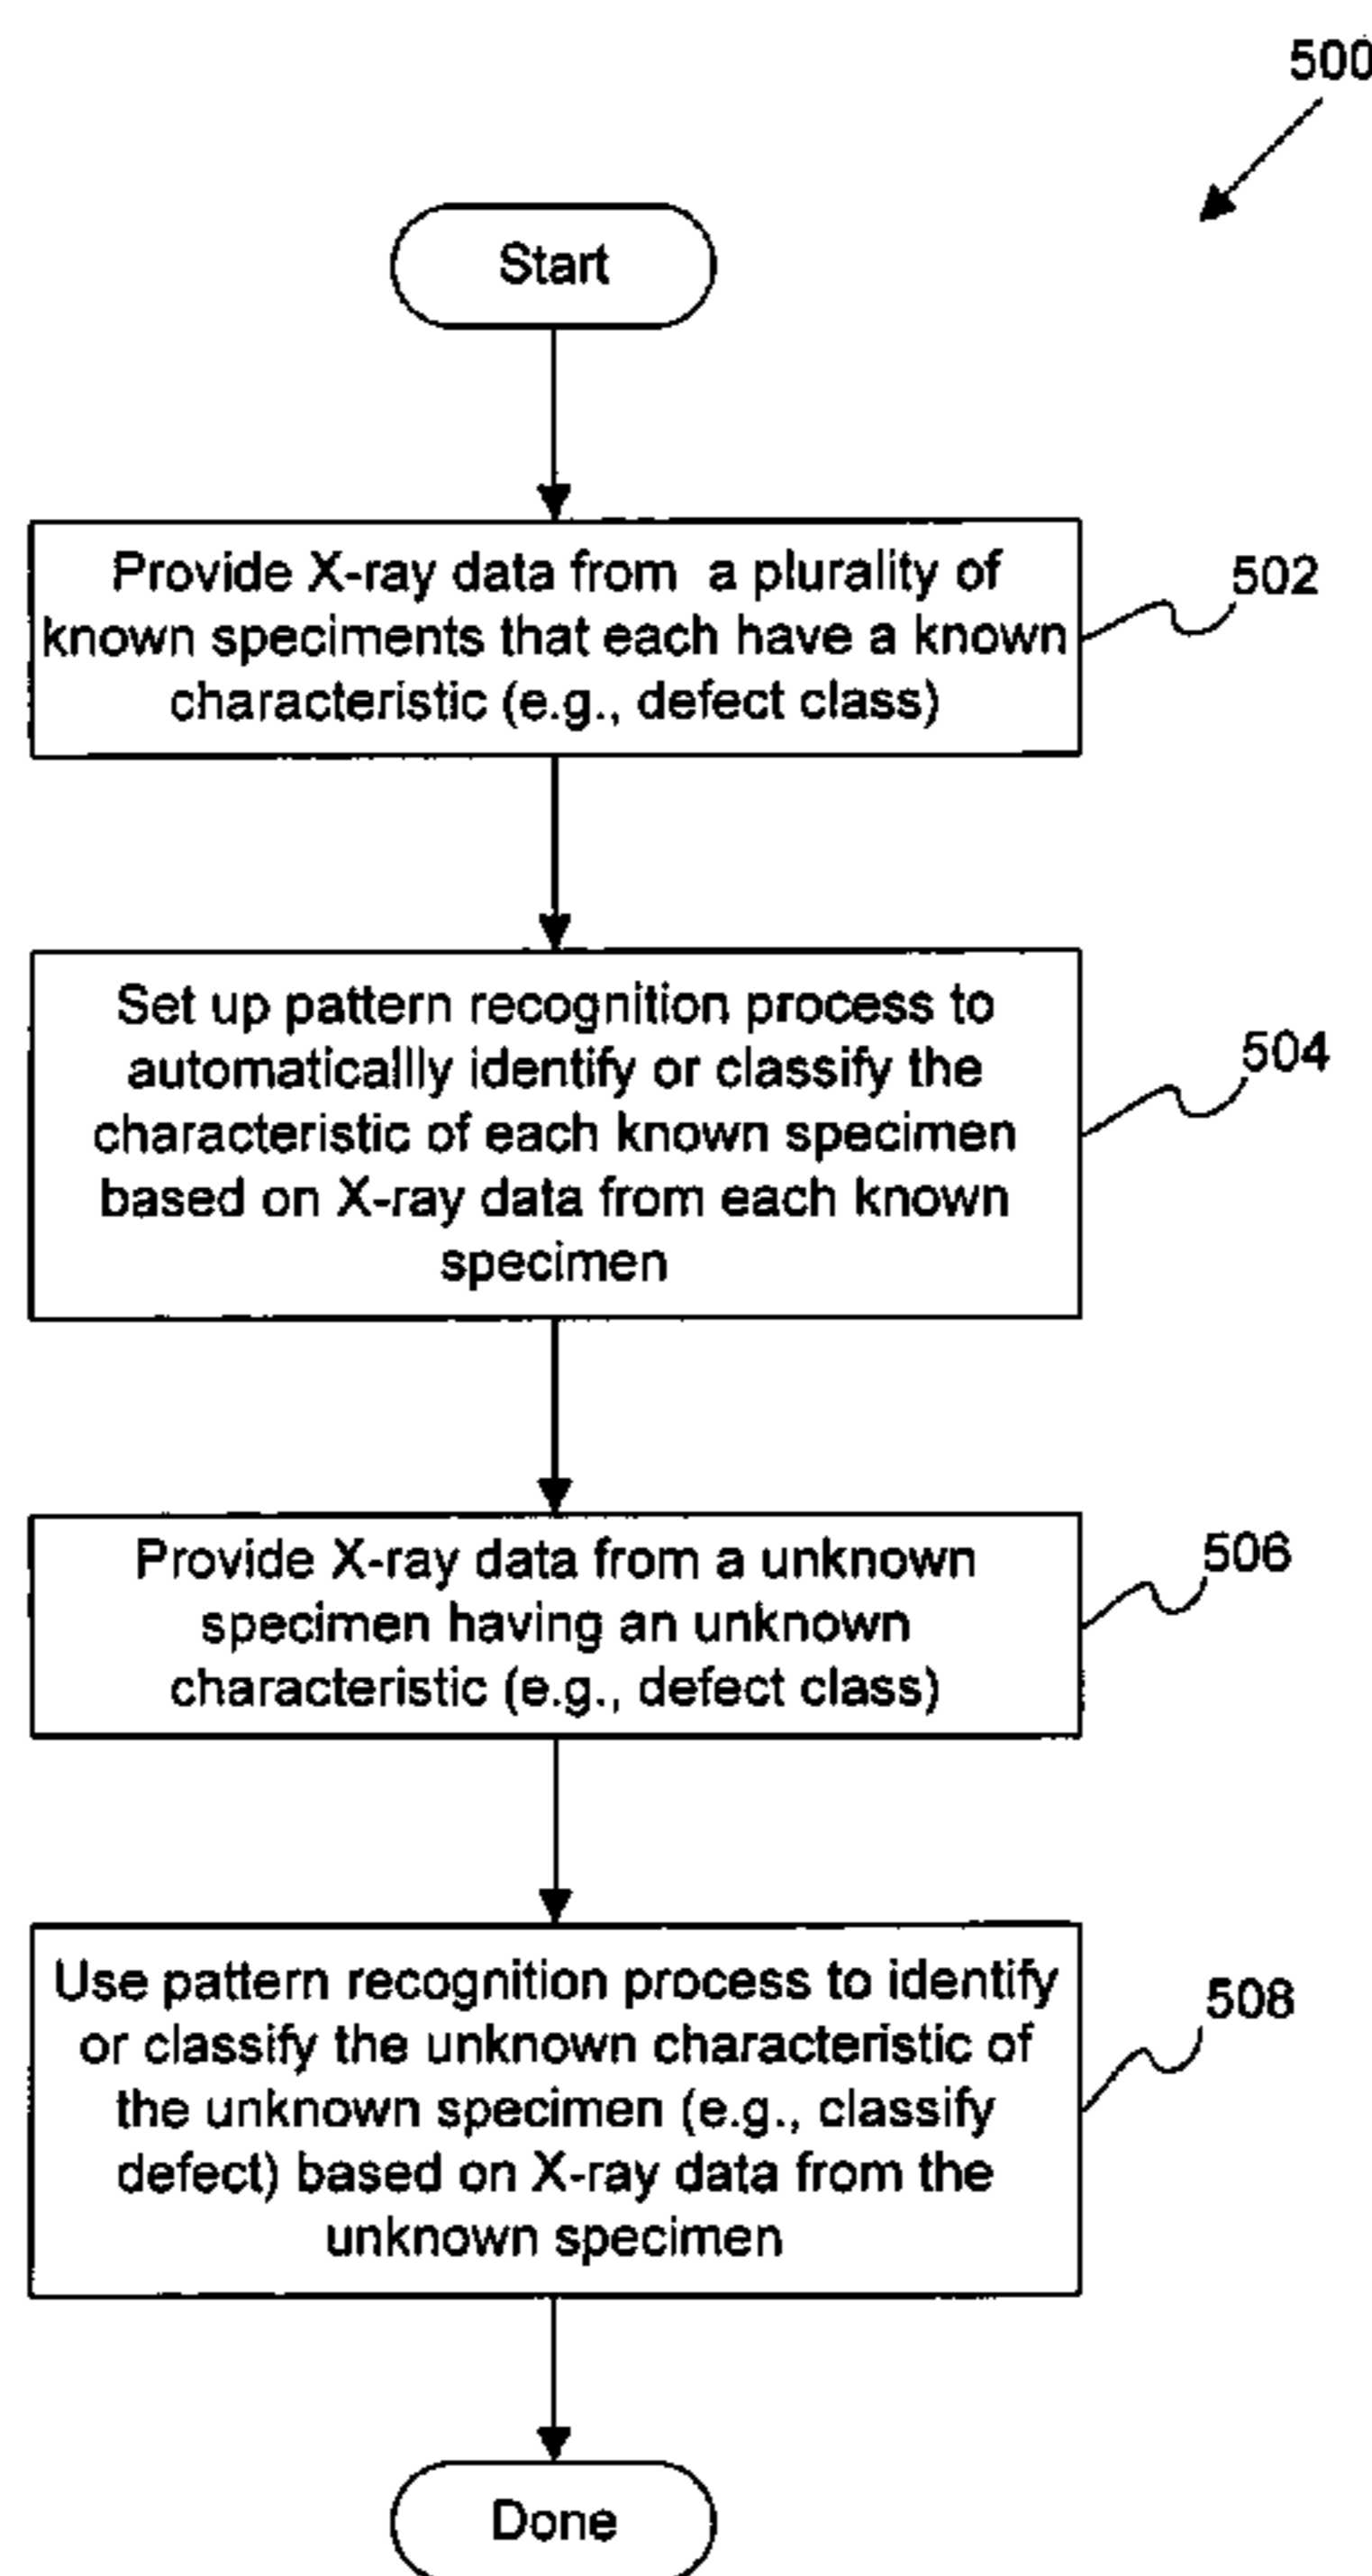 500
Start
Provide X-ray data from a plurality of
known speciments that each have a known
characteristic (e.g., defect class)
502
Set up pattern recognition process to
automaticallly identify or classify the
characteristic of each known specimen
based on X-ray data from each known
specimen
504
Provide X-ray data from a unknown
specimen having an unknown
characteristic (e.g., defect class)
506
Use pattern recognition process to identify
or classify the unknown characteristic of
the unknown specimen (e.g., classify
defect) based on X-ray data from the
unknown specimen
508
Done